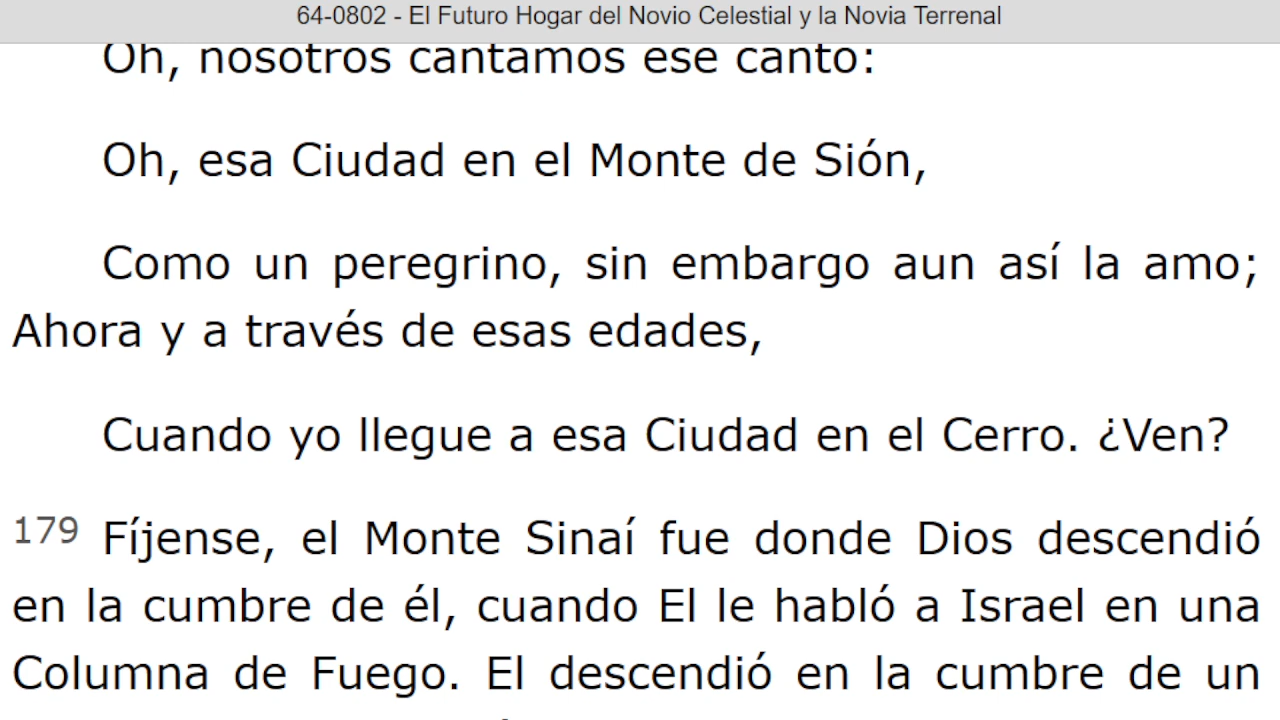 64-0802 - El Futuro Hogar del Novio Celestial y la Novia Terrenal
Oh, nosotros cantamos ese canto:
Oh, esa Ciudad en el Monte de Sión,
Como un peregrino, sin embargo aun así la amo;
Ahora y a través de esas edades,
Cuando yo llegue a esa Ciudad en el Cerro. ¿Ven?
179 Fíjense, el Monte Sinaí fue donde Dios descendió
en la cumbre de él, cuando El le habló a Israel en una
Columna de Fuego. El descendió en la cumbre de un